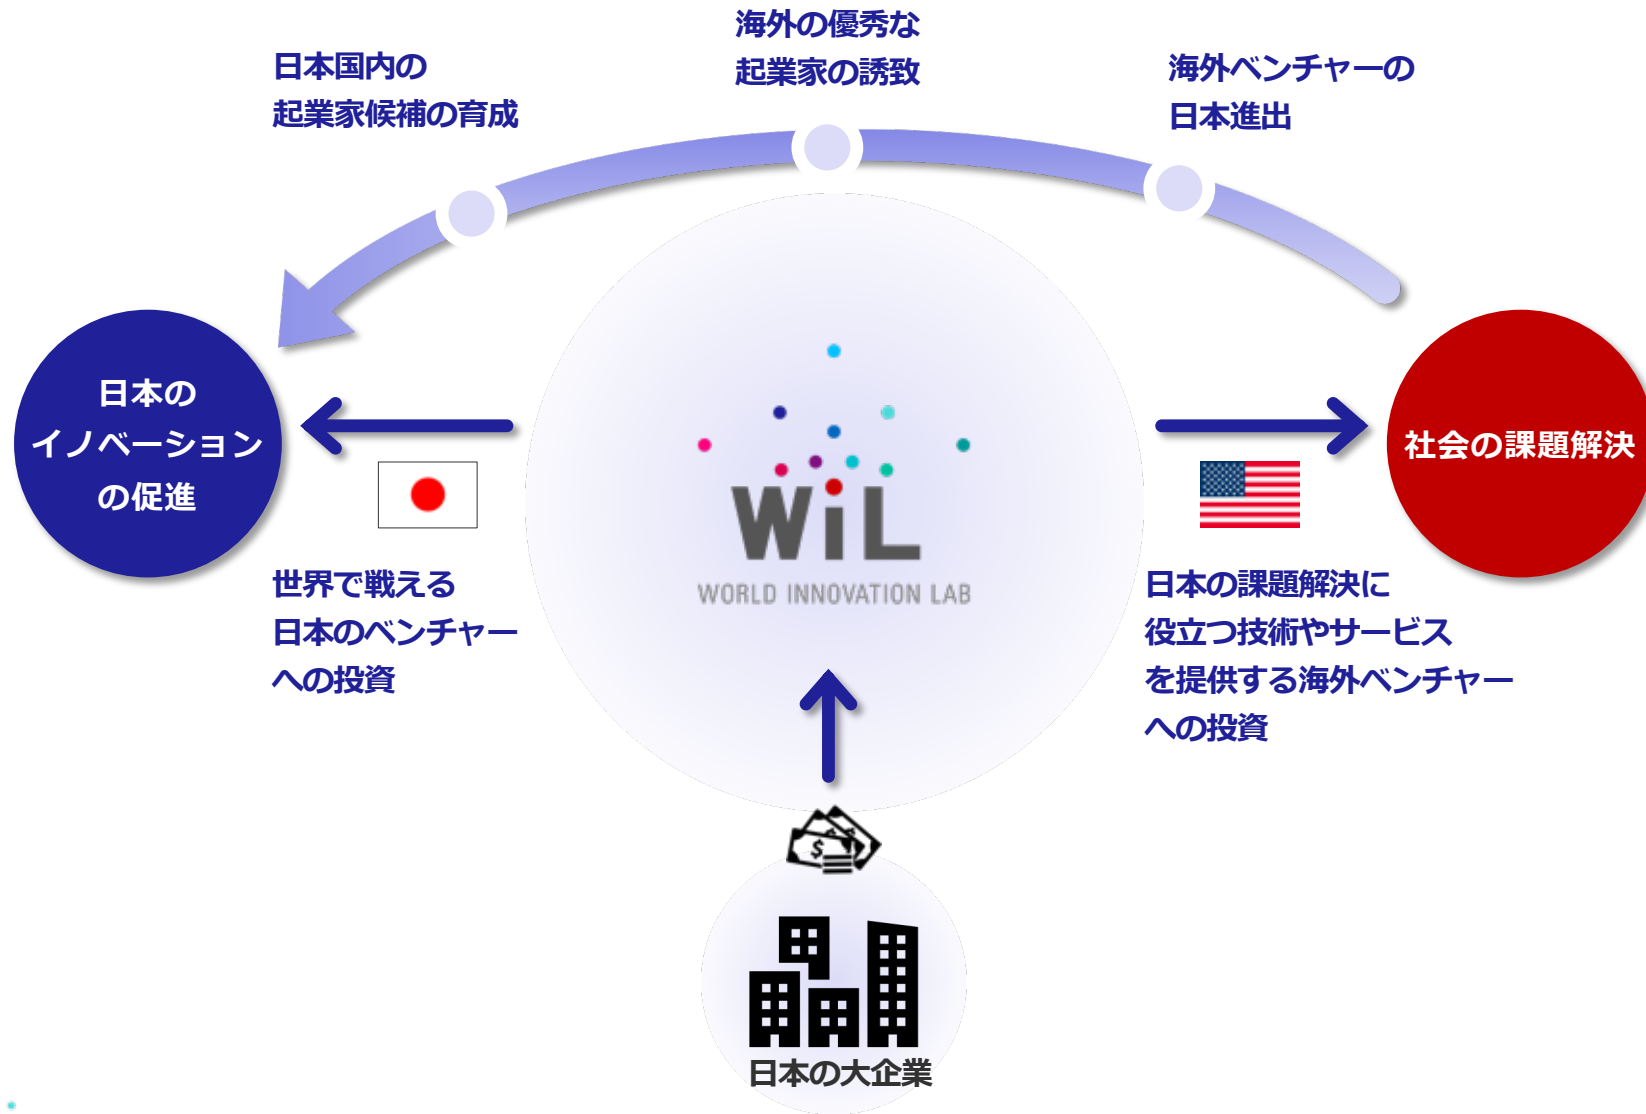 海外の優秀な
起業家の誘致
日本国内の
起業家候補の育成
海外ベンチャーの
日本進出
日本の
イノベーション
の促進
社会の課題解決
WiL
WORLD INNOVATION LAB
世界で戦える
日本のベンチャー
への投資
日本の課題解決に
役立つ技術やサービス
を提供する海外ベンチャー
への投資
$
$
日本の大企業